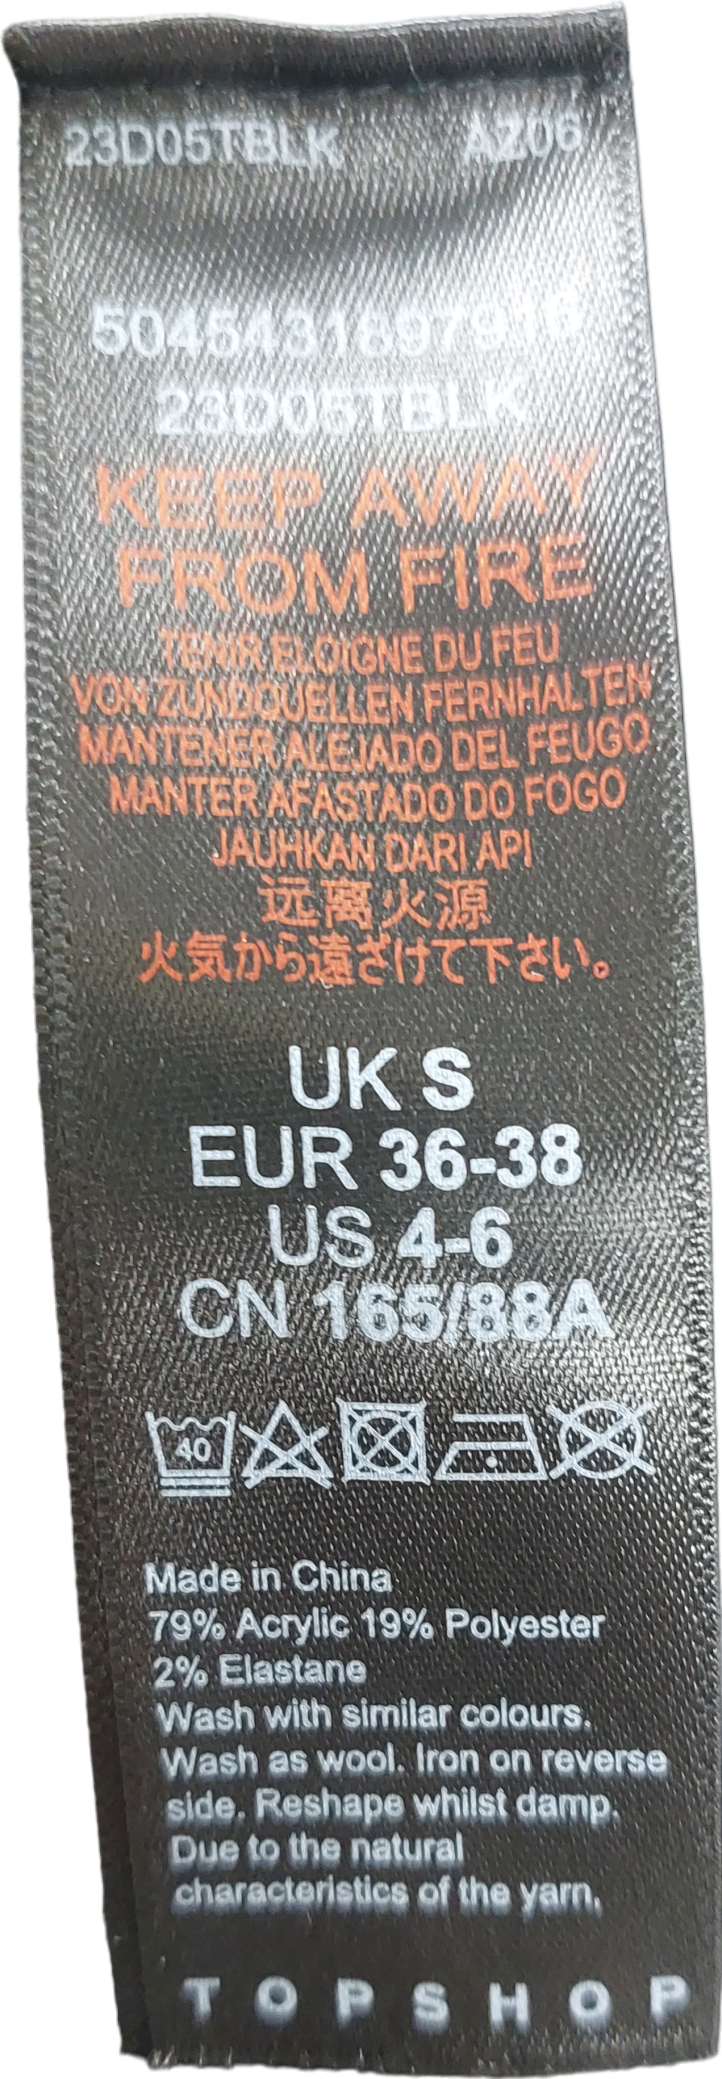 23D05TBLK AZ06
5045431897916
23D05TBLK
KEEP AWAY
FROM FIRE
TENIR ELOIGNE DU FEU
VON ZUNDQUELLEN FERNHALTEN
MANTENER ALEJADO DEL FEUGO
MANTER AFASTADO DO FOGO
JAUHKAN DARI API
远离火源
火気から遠ざけて下さい。
UK S
EUR 36-38
US 4-6
CN 165/88A
40
Made in China
79% Acrylic 19% Polyester
2% Elastane
Wash with similar colours.
Wash as wool. Iron on reverse
side. Reshape whilst damp.
Due to the natural
characteristics of the yarn,
TOPSHOP